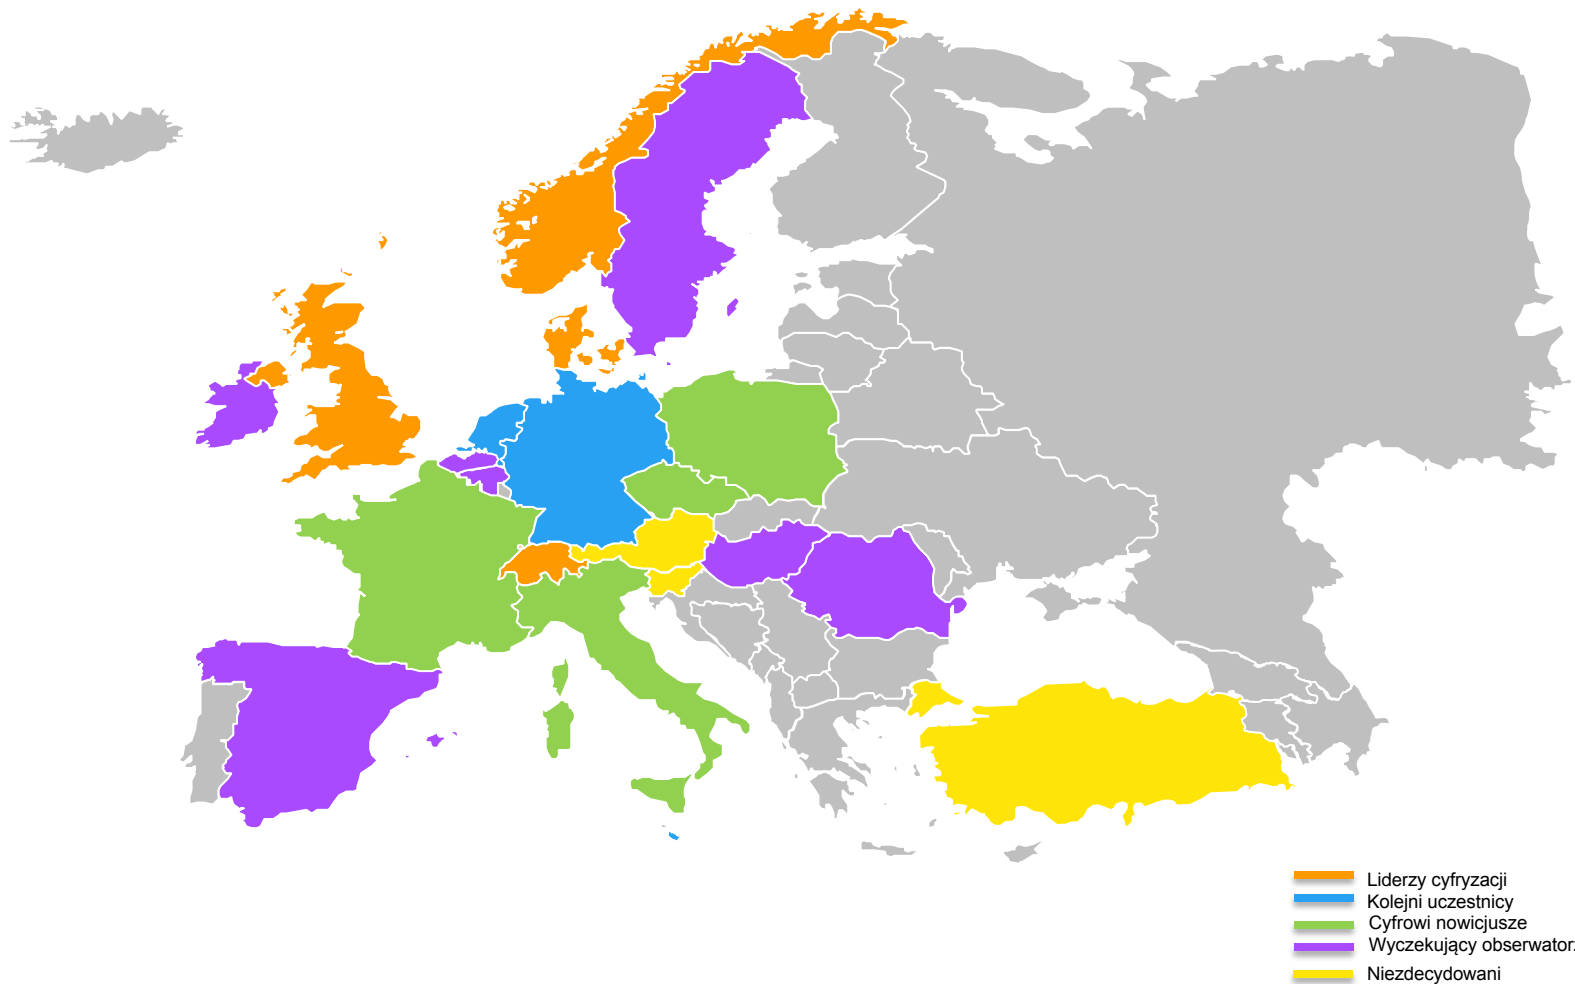 Liderzy cyfryzacji
Kolejni uczestnicy
Cyfrowi nowicjusze
Wyczekujący obserwator
Niezdecydowani